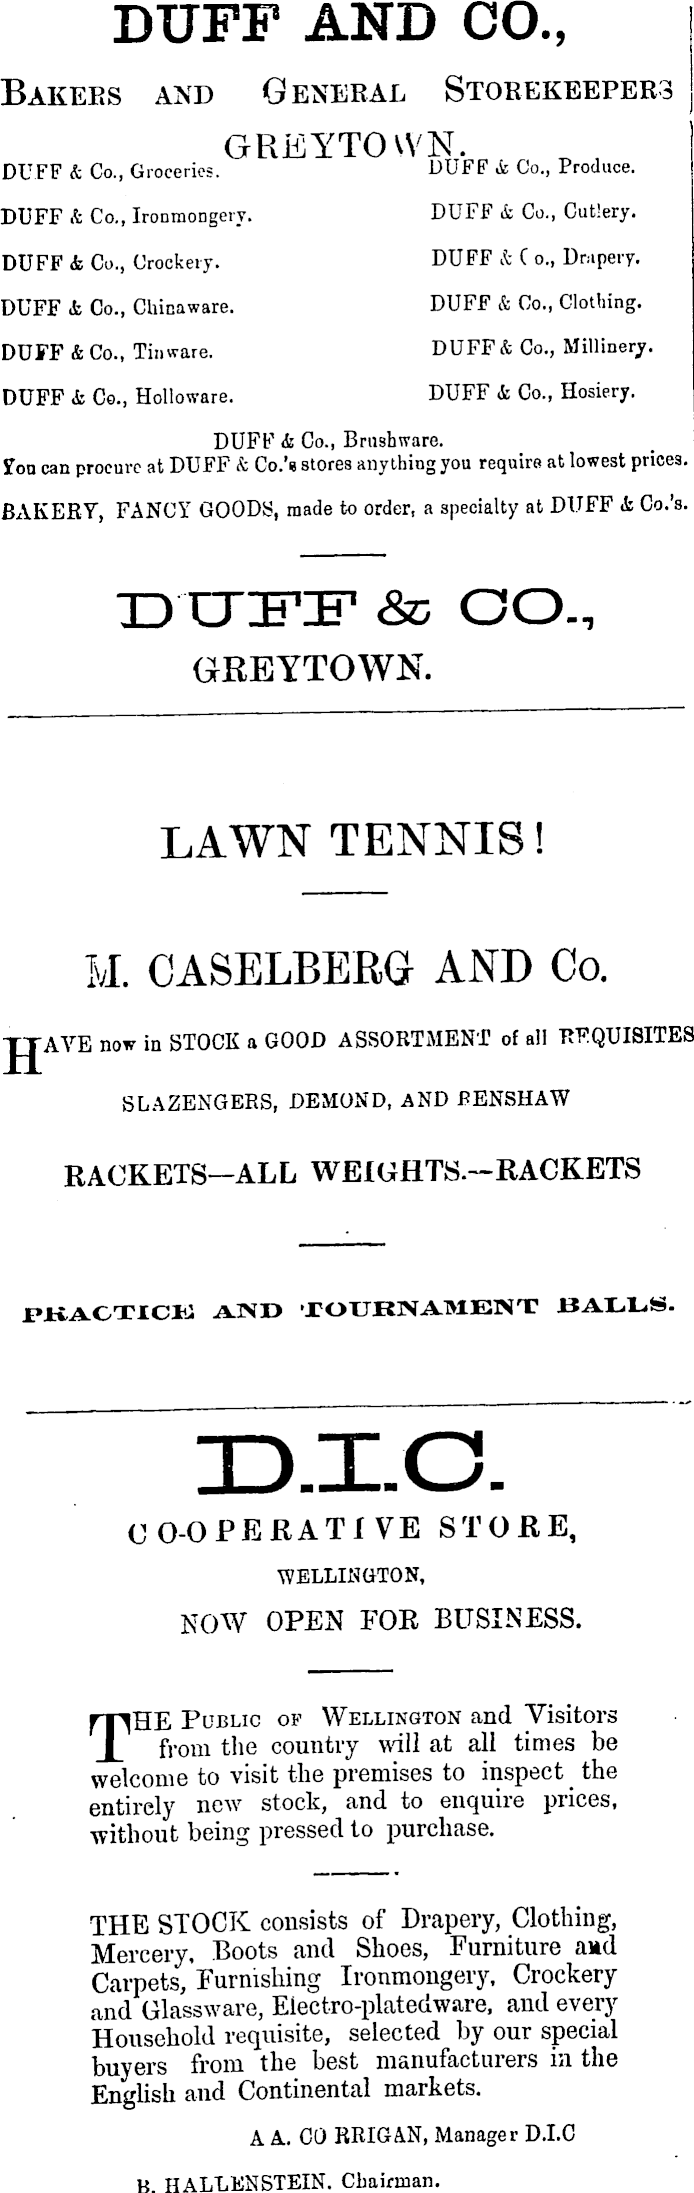 DUFF AND CO.,
BAKERS AND GENERAL STOREKEEPERS
GREYTOWN.
DUFF & Co., Groceries. DUFF & Co., Produce.
DUFF & Co., Ironmongery. DUFF & Co., Cutlery.
DUFF & Co., Crockery. DUFF & Co., Drapery.
DUFF & Co., Chinaware. DUFF & Co., Clothing.
DUFF & Co., Tinware. DUFF & Co., Millinery.
DUFF & Co., Holloware. DUFF & Co., Hosiery.
DUFF & Co., Brushware.
You can procure at DUFF & Co.'s stores anything you require at lowest prices.
BAKERY, FANCY GOODS, made to order, a specialty at DUFF & Co.'s.
DUFF & CO.,
GREYTOWN.
LAWN TENNIS!
M. CASELBERG AND Co.
HAVE now in STOCK a GOOD ASSORTMENT of all REQUISITES
SLAZENGERS, DEMOND, AND RENSHAW
RACKETS—ALL WEIGHTS.—RACKETS
PRACTICE AND TOURNAMENT BALLS.
D.I.C.
CO-OPERATIVE STORE,
WELLINGTON,
NOW OPEN FOR BUSINESS.
THE PUBLIC OF WELLINGTON and Visitors
from the country will at all times be
welcome to visit the premises to inspect the
entirely new stock, and to enquire prices,
without being pressed to purchase.
THE STOCK consists of Drapery, Clothing,
Mercery, Boots and Shoes, Furniture and
Carpets, Furnishing Ironmongery, Crockery
and Glassware, Electro-platedware, and every
Household requisite, selected by our special
buyers from the best manufacturers in the
English and Continental markets.
A A. CORRIGAN, Manager D.I.C
B. HALLENSTEIN. Chairman.